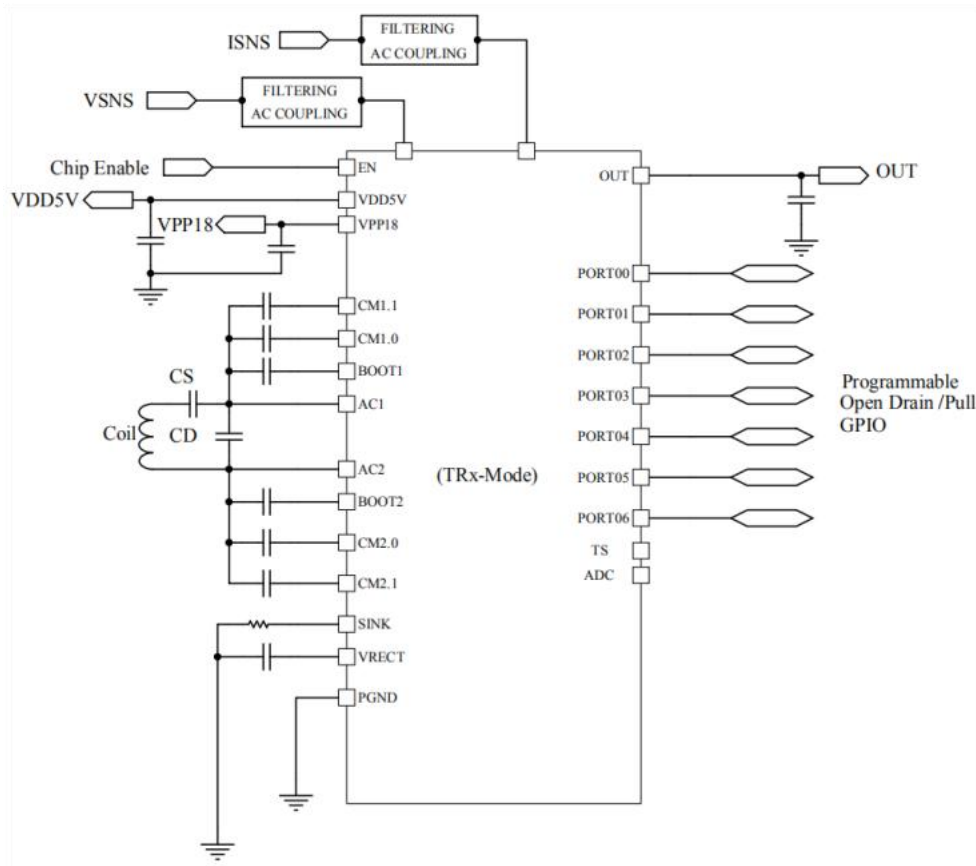 ISNS
FILTERING
AC COUPLING
VSNS
FILTERING
AC COUPLING
Chip Enable
EN
VDD5V
VDD5V
VPP18
VPP18
OUT
OUT
PORT00
PORT01
PORT02
PORT03
PORT04
PORT05
PORT06
TS
ADC
Programmable
Open Drain /Pull
GPIO
CM1.1
CM1.0
BOOT1
CS
AC1
Coil
CD
AC2
(TRx-Mode)
BOOT2
CM2.0
CM2.1
SINK
VRECT
PGND